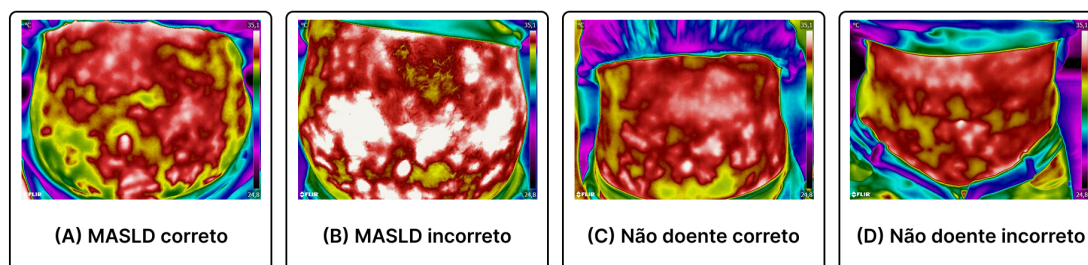 °C 35,1
24,8
FLIR
(A) MASLD correto
°C 35,1
24,8
FLIR
(B) MASLD incorreto
°C 35,1
24,8
FLIR
(C) Não doente correto
°C 35,1
24,8
FLIR
(D) Não doente incorreto